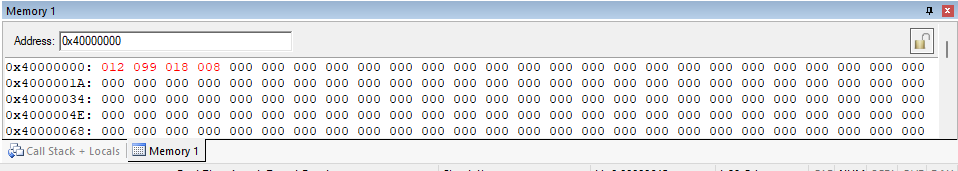 Memory 1
Address: 0x40000000
0x40000000: 012 099 018 008 000 000 000 000 000 000 000 000 000 000 000 000 000 000 000 000 000 000 000 000 000 000
0x4000001A: 000 000 000 000 000 000 000 000 000 000 000 000 000 000 000 000 000 000 000 000 000 000 000 000 000 000
0x40000034: 000 000 000 000 000 000 000 000 000 000 000 000 000 000 000 000 000 000 000 000 000 000 000 000 000 000
0x4000004E: 000 000 000 000 000 000 000 000 000 000 000 000 000 000 000 000 000 000 000 000 000 000 000 000 000 000
0x40000068: 000 000 000 000 000 000 000 000 000 000 000 000 000 000 000 000 000 000 000 000 000 000 000 000 000 000
Call Stack + Locals Memory 1